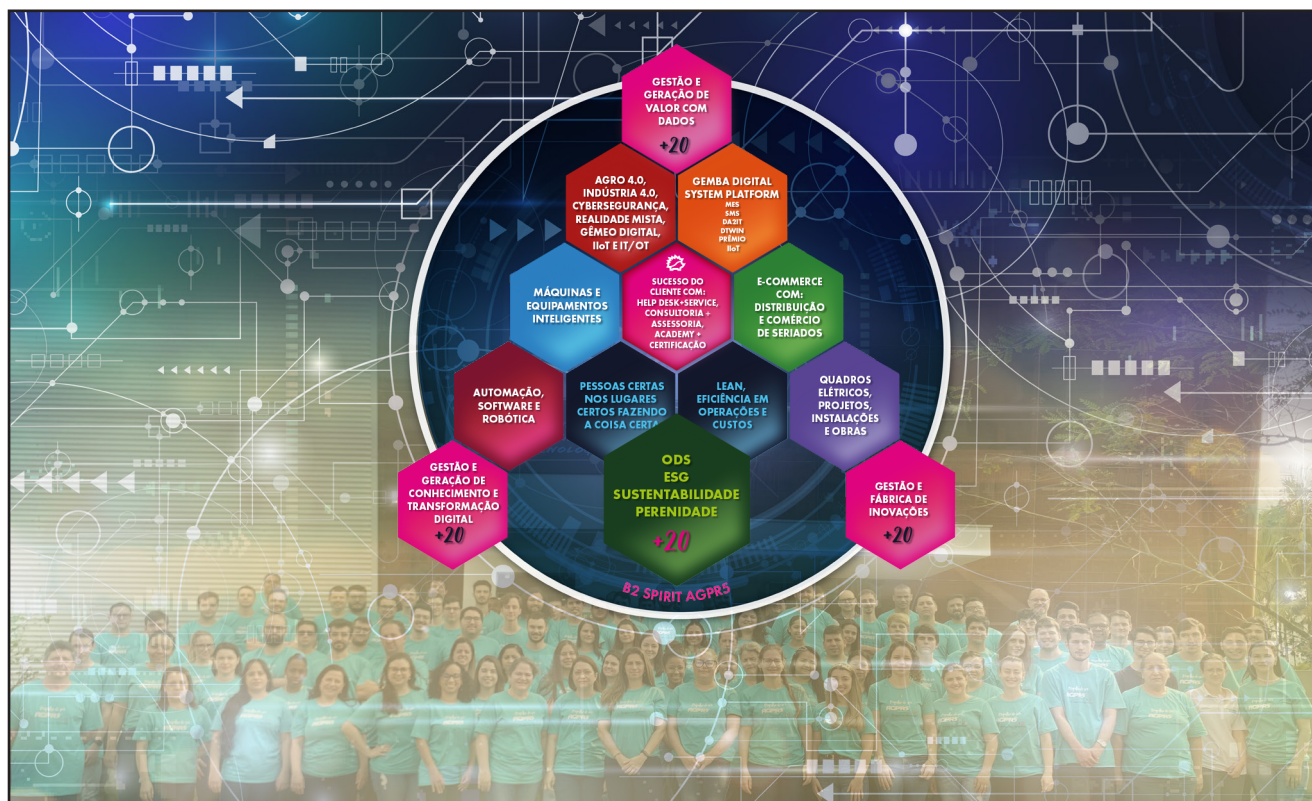 GESTÃO E
GERAÇÃO DE
VALOR COM
DADOS
+20
AGRO 4.0,
INDÚSTRIA 4.0,
CYBERSEGURANÇA,
REALIDADE MISTA,
GÊMEO DIGITAL,
IIoT E IT/OT
GEMBA DIGITAL
SYSTEM PLATFORM
MES
SMS
DA2IT
DTWIN
PRÊMIO
IIoT
MÁQUINAS E
EQUIPAMENTOS
INTELIGENTES
SUCESSO DO
CLIENTE COM:
HELP DESK+SERVICE,
CONSULTORIA +
ASSESSORIA,
ACADEMY +
CERTIFICAÇÃO
E-COMMERCE
COM:
DISTRIBUIÇÃO
E COMÉRCIO
DE SERIADOS
AUTOMAÇÃO,
SOFTWARE E
ROBÓTICA
PESSOAS CERTAS
NOS LUGARES
CERTOS FAZENDO
A COISA CERTA
LEAN,
EFICIÊNCIA EM
OPERAÇÕES E
CUSTOS
QUADROS
ELÉTRICOS,
PROJETOS,
INSTALAÇÕES
E OBRAS
GESTÃO E
GERAÇÃO DE
CONHECIMENTO E
TRANSFORMAÇÃO
DIGITAL
+20
ODS
ESG
SUSTENTABILIDADE
PERENIDADE
+20
GESTÃO E
FÁBRICA DE
INOVAÇÕES
+20
B2 SPIRIT AGPR5